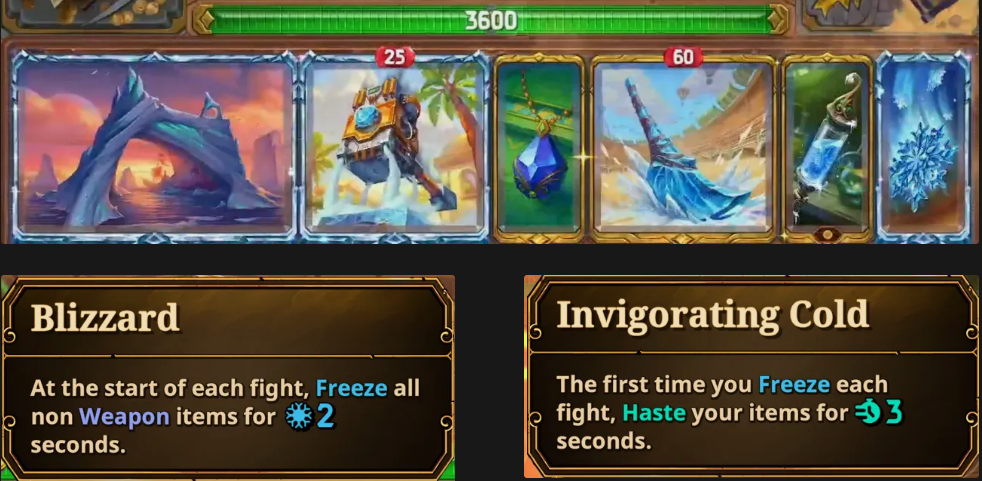 3600
25
60
Blizzard
At the start of each fight, Freeze all
non Weapon items for 2
seconds.
Invigorating Cold
The first time you Freeze each
fight, Haste your items for 3
seconds.